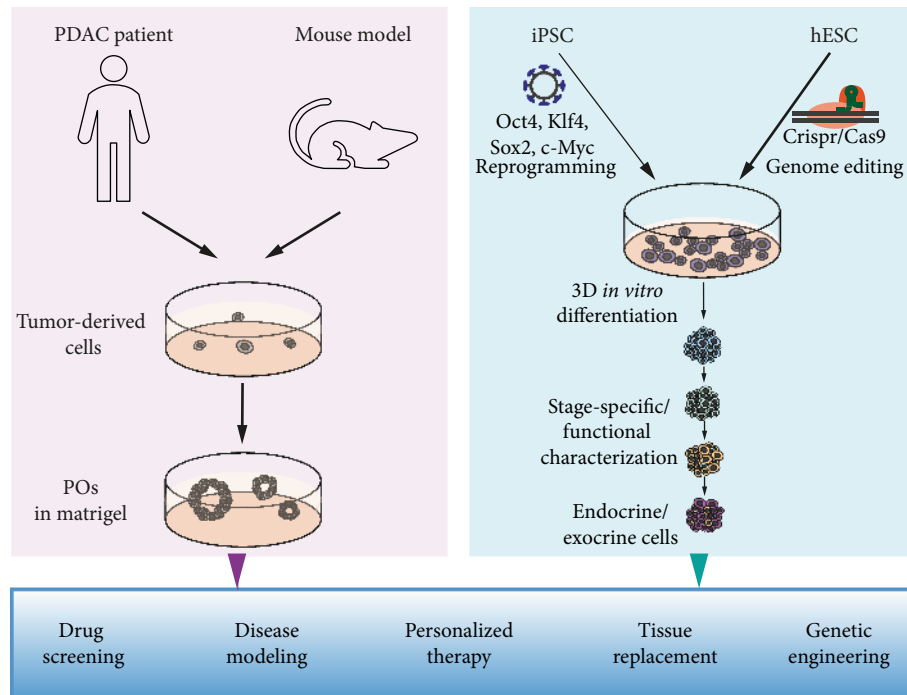 PDAC patient
Mouse model
Tumor-derived
cells
POs
in matrigel
iPSC
hESC
Oct4, Klf4,
Sox2, c-Myc
Reprogramming
Crispr/Cas9
Genome editing
3D in vitro
differentiation
Stage-specific/
functional
characterization
Endocrine/
exocrine cells
Drug
screening
Disease
modeling
Personalized
therapy
Tissue
replacement
Genetic
engineering